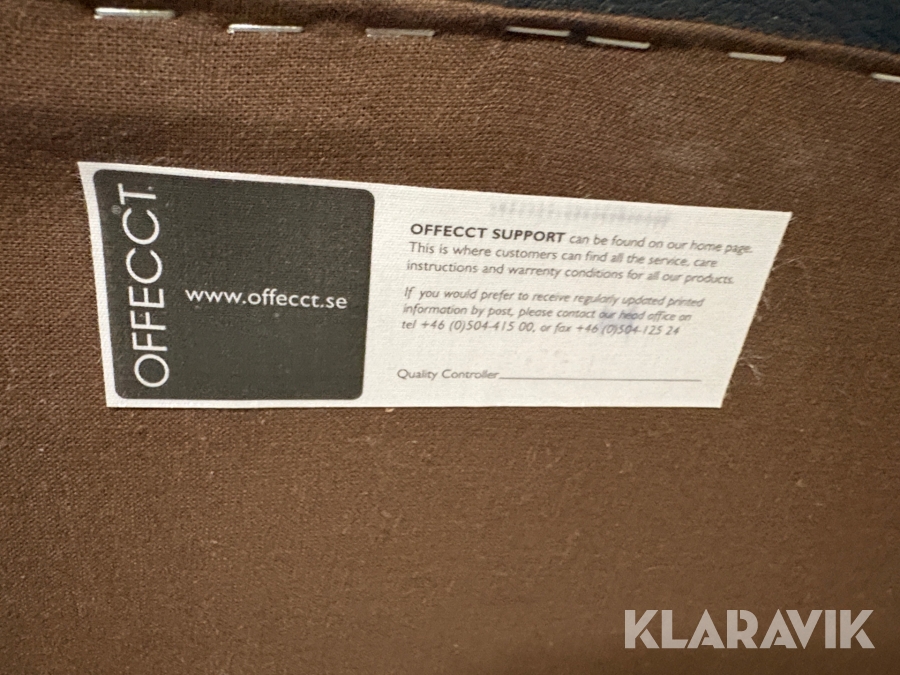 OFFECCT®
www.offecct.se
OFFECCT SUPPORT can be found on our home page.
This is where customers can find all the service, care
instructions and warrenty conditions for all our products.
If you would prefer to receive regularly updated printed
information by post, please contact our head office on
tel +46 (0)504-415 00, or fax +46 (0)504-125 24
Quality Controller
KLARAVIK